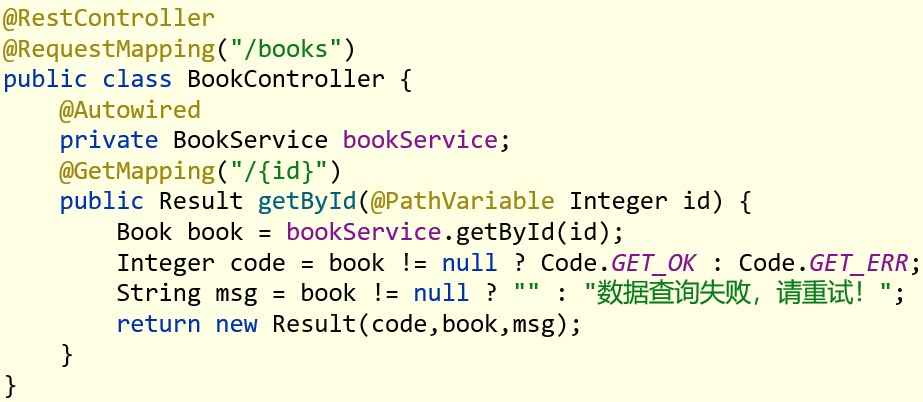 @RestController
@RequestMapping("/books")
public class BookController {
    @Autowired
    private BookService bookService;
    @GetMapping("/{id}")
    public Result getById(@PathVariable Integer id) {
        Book book = bookService.getById(id);
        Integer code = book != null ? Code.GET_OK : Code.GET_ERR;
        String msg = book != null ? "" : "数据查询失败，请重试！";
        return new Result(code,book,msg);
    }
}